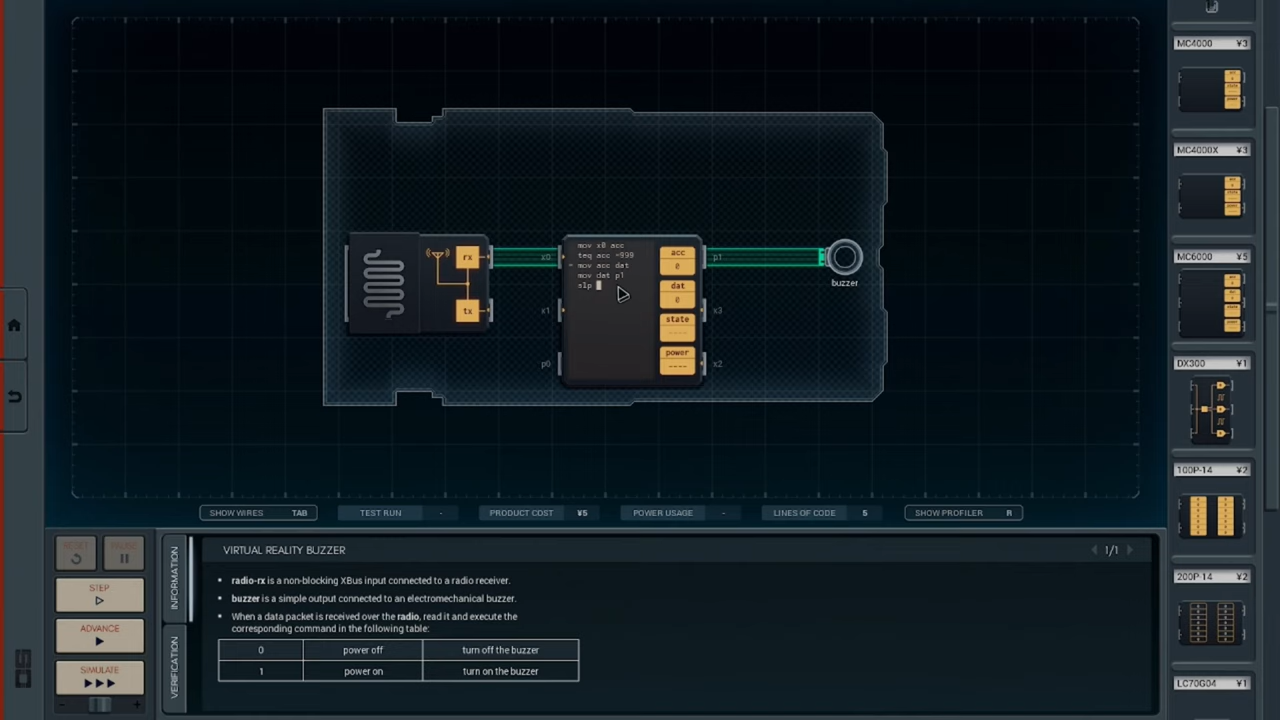 MC4000 ¥3
MC4000X ¥3
MC6000 ¥3
DX300 ¥1
100P-14 ¥2
200P-14 ¥2
LC70G04 ¥1
rx
tx
x0
x1
p0
mov x0 acc
teq acc -999
- mov acc dat
mov dat p1
slp
acc
0
dat
0
state
----
power
----
p1
x3
x2
buzzer
SHOW WIRES TAB
TEST RUN -
PRODUCT COST ¥5
POWER USAGE -
LINES OF CODE 5
SHOW PROFILER R
RESET
PAUSE
STEP
ADVANCE
SIMULATE
- +
INFORMATION
VERIFICATION
VIRTUAL REALITY BUZZER
1/1
• radio-rx is a non-blocking XBus input connected to a radio receiver.
• buzzer is a simple output connected to an electromechanical buzzer.
• When a data packet is received over the radio, read it and execute the
corresponding command in the following table:
0 power off turn off the buzzer
1 power on turn on the buzzer